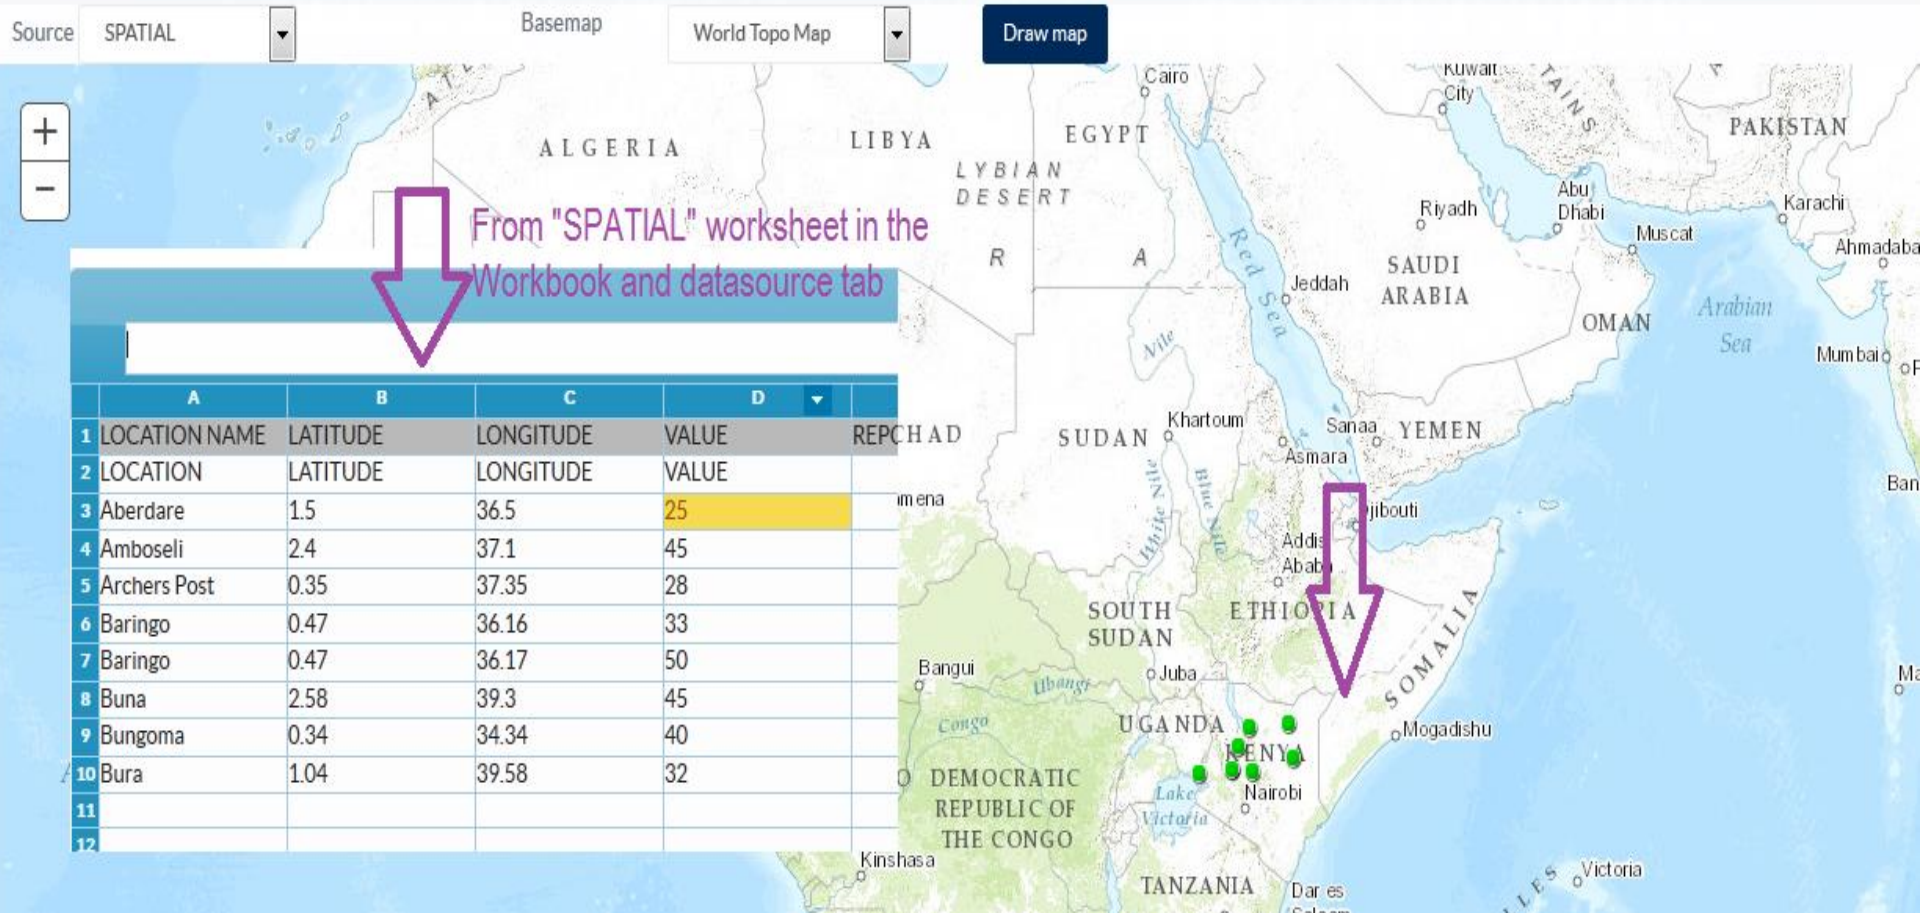 Source SPATIAL Basemap World Topo Map Draw map
+
−
Cairo
Kuwait
City
PAKISTAN
ALGERIA
LIBYA
EGYPT
LYBIAN
DESERT
Abu
Dhabi
Karachi
Riyadh
Muscat
Ahmadaba
From "SPATIAL" worksheet in the
Workbook and datasource tab
R A
Red Sea
SAUDI
ARABIA
Jeddah
OMAN
Arabian
Sea
Nile
Mumbai
A B C D
1 LOCATION NAME LATITUDE LONGITUDE VALUE REP
2 LOCATION LATITUDE LONGITUDE VALUE
3 Aberdare 1.5 36.5 25
4 Amboseli 2.4 37.1 45
5 Archers Post 0.35 37.35 28
6 Baringo 0.47 36.16 33
7 Baringo 0.47 36.17 50
8 Buna 2.58 39.3 45
9 Bungoma 0.34 34.34 40
10 Bura 1.04 39.58 32
11
12
CHAD
SUDAN
Khartoum
Sanaa
YEMEN
Asmara
White Nile
Blue Nile
Ban
mena
jibouti
Addis
Ababa
SOUTH
SUDAN
ETHIOPIA
SOMALIA
Bangui
Ubangi
Juba
Ma
Congo
UGANDA
KENYA
Mogadishu
DEMOCRATIC
REPUBLIC OF
THE CONGO
Lake
Victoria
Nairobi
Kinshasa
TANZANIA
Dar es
Salaam
Victoria
LLES